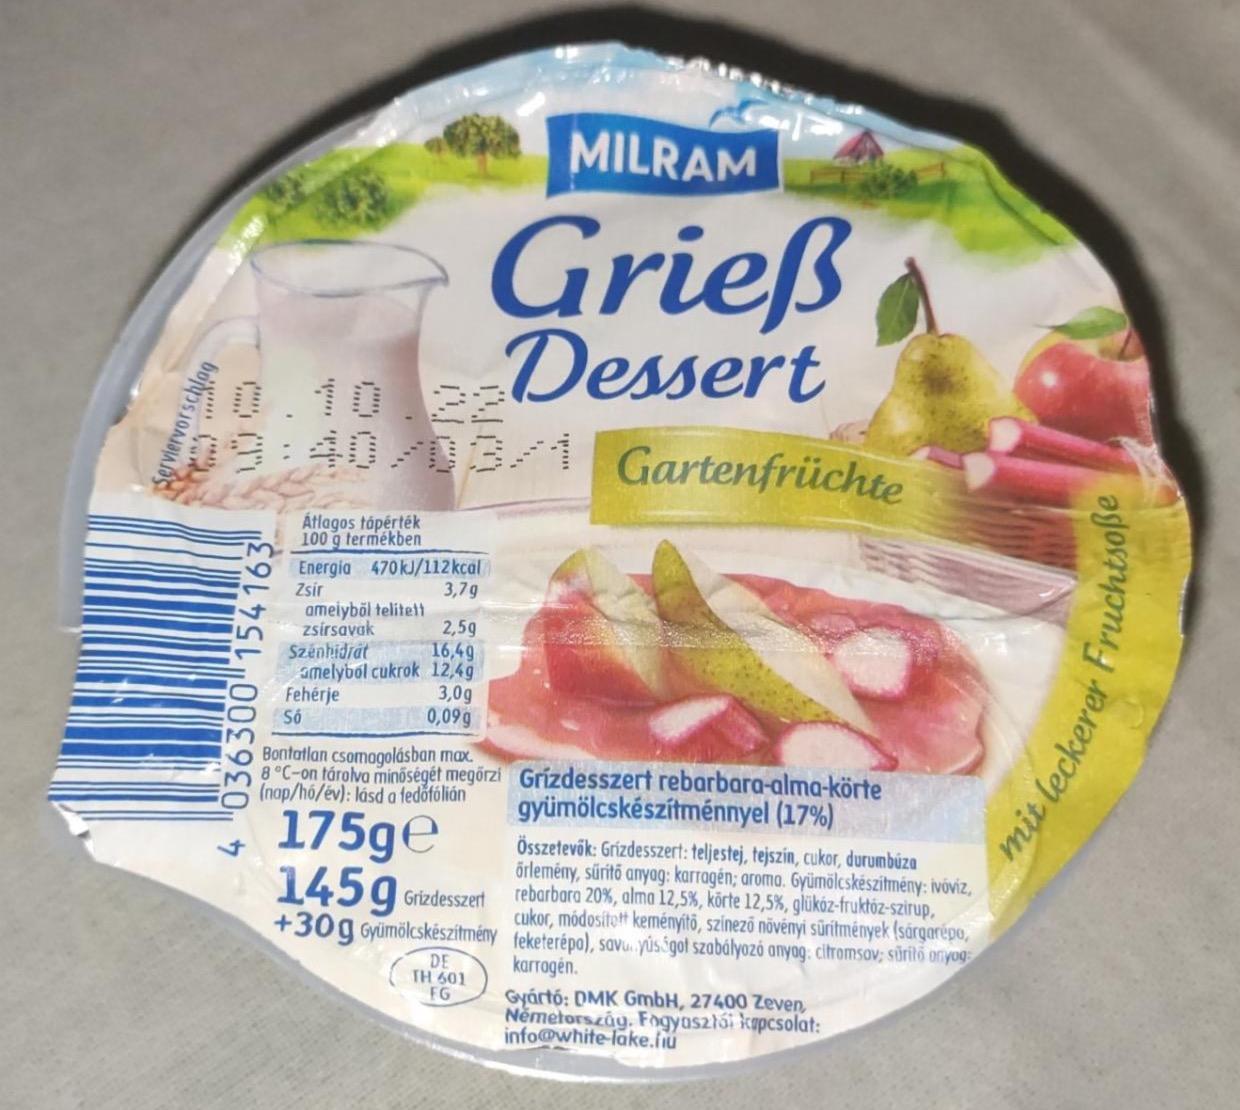 MILRAM
Grieß
Dessert
Gartenfrüchte
mit leckerer Fruchtsoße
Serviervorschlag
.10.22
:40/03/1
4 036300 154163
Átlagos tápérték
100 g termékben
Energia 470 kJ/112kcal
Zsír 3,7g
amelyből telített
zsírsavak 2,5g
Szénhidrát 16,4g
amelyből cukrok 12,4g
Fehérje 3,0g
Só 0,09g
Bontatlan csomagolásban max.
8 °C-on tárolva minőségét megőrzi
(nap/hó/év): lásd a fedőfólián
175g e
145g Grízdesszert
+30g Gyümölcskészítmény
DE
TH 601
EG
Grízdesszert rebarbara-alma-körte
gyümölcskészítménnyel (17%)
Összetevők: Grízdesszert: teljestej, tejszín, cukor, durumbúza
őrlemény, sűrítő anyag: karragén; aroma. Gyümölcskészítmény: ivóvíz,
rebarbara 20%, alma 12,5%, körte 12,5%, glükóz-fruktóz-szirup,
cukor, módosított keményítő, színező növényi sűrítmények (sárgarépa,
feketerépa), savanyúságot szabályozó anyag: citromsav; sűrítő anyag:
karragén.
Gyártó: DMK GmbH, 27400 Zeven,
Németország. Fogyasztói kapcsolat:
info@white-lake.hu